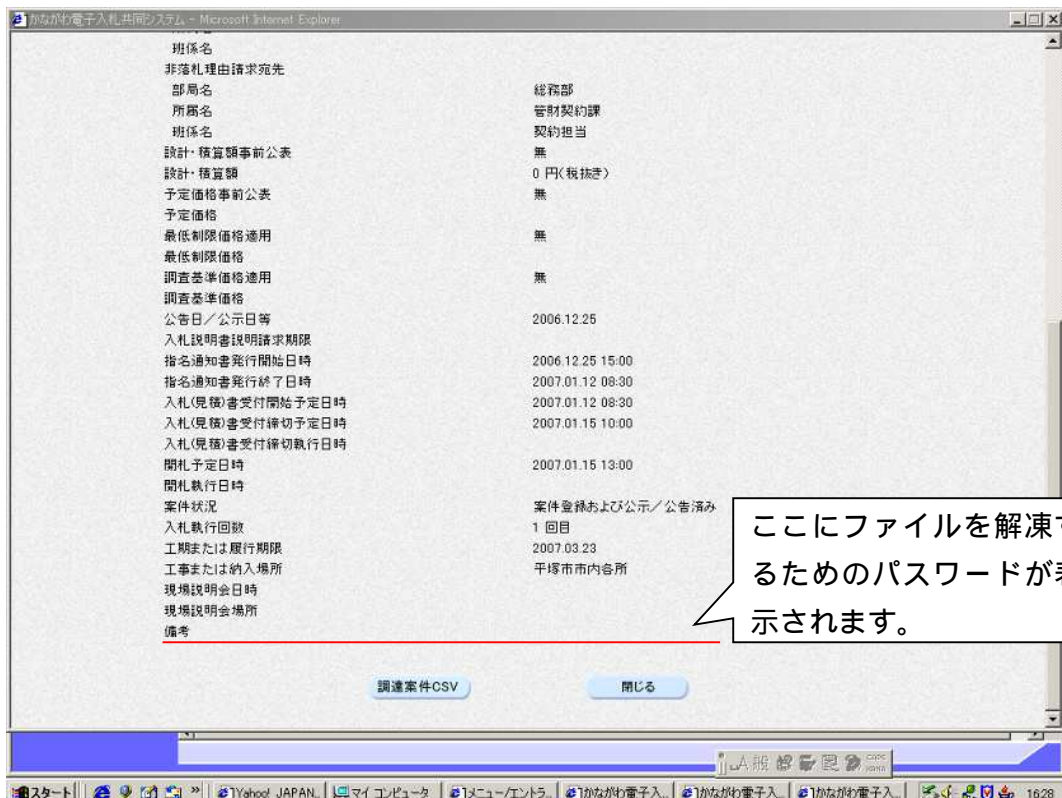 かながわ電子入札共同システム - Microsoft Internet Explorer
班係名
非落札理由請求宛先
部局名 総務部
所属名 管財契約課
班係名 契約担当
設計・積算額事前公表 無
設計・積算額 0 円(税抜き)
予定価格事前公表 無
予定価格
最低制限価格適用 無
最低制限価格
調査基準価格適用 無
調査基準価格
公告日/公示日等 2006.12.25
入札説明書説明請求期限
指名通知書発行開始日時 2006.12.25 15:00
指名通知書発行終了日時 2007.01.12 08:30
入札(見積)書受付開始予定日時 2007.01.12 08:30
入札(見積)書受付締切予定日時 2007.01.15 10:00
入札(見積)書受付締切執行日時
開札予定日時 2007.01.15 13:00
開札執行日時
案件状況 案件登録および公示/公告済み
入札執行回数 1 回目
工期または履行期限 2007.03.23
工事または納入場所 平塚市市内各所
現場説明会日時
現場説明会場所
備考
ここにファイルを解凍す
るためのパスワードが表
示されます。
調達案件CSV 閉じる
A 般 CAPS KANA
スタート » Yahoo! JAPAN... マイ コンピュータ メニュー/エントラ... かながわ電子入... かながわ電子入... かながわ電子入... 16:28